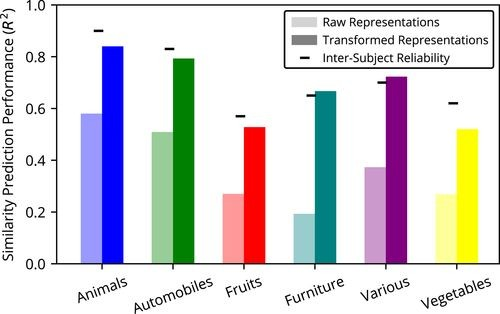 Similarity Prediction Performance (R²)
1.0
0.8
0.6
0.4
0.2
0.0
Raw Representations
Transformed Representations
Inter-Subject Reliability
Animals
Automobiles
Fruits
Furniture
Various
Vegetables